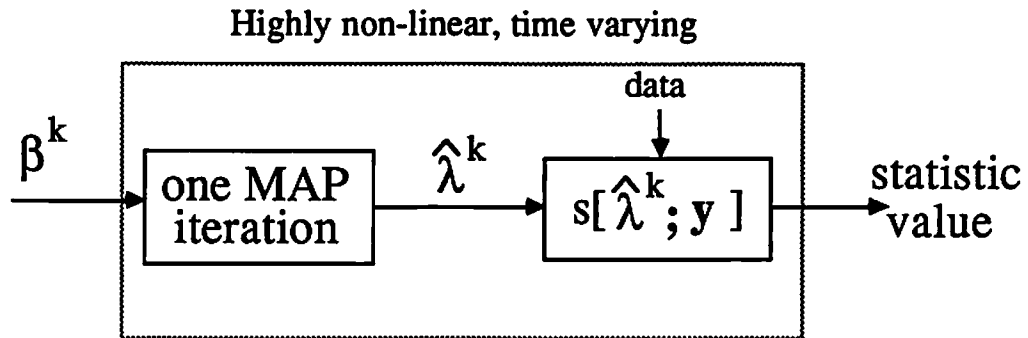 Highly non-linear, time varying
data
β^k
one MAP
iteration
λ̂^k
s[λ̂^k; y ]
statistic
value